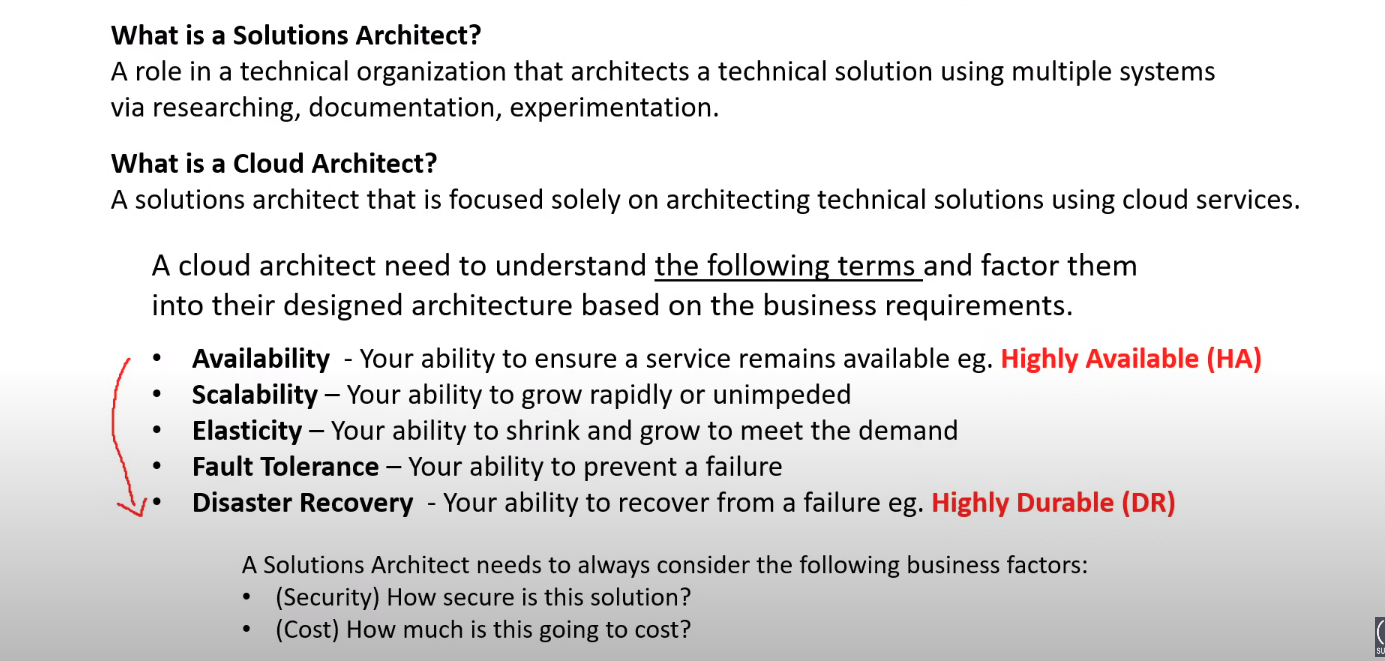 What is a Solutions Architect?
A role in a technical organization that architects a technical solution using multiple systems
via researching, documentation, experimentation.
What is a Cloud Architect?
A solutions architect that is focused solely on architecting technical solutions using cloud services.
A cloud architect need to understand the following terms and factor them
into their designed architecture based on the business requirements.
• Availability - Your ability to ensure a service remains available eg. Highly Available (HA)
• Scalability – Your ability to grow rapidly or unimpeded
• Elasticity – Your ability to shrink and grow to meet the demand
• Fault Tolerance – Your ability to prevent a failure
• Disaster Recovery - Your ability to recover from a failure eg. Highly Durable (DR)
A Solutions Architect needs to always consider the following business factors:
• (Security) How secure is this solution?
• (Cost) How much is this going to cost?